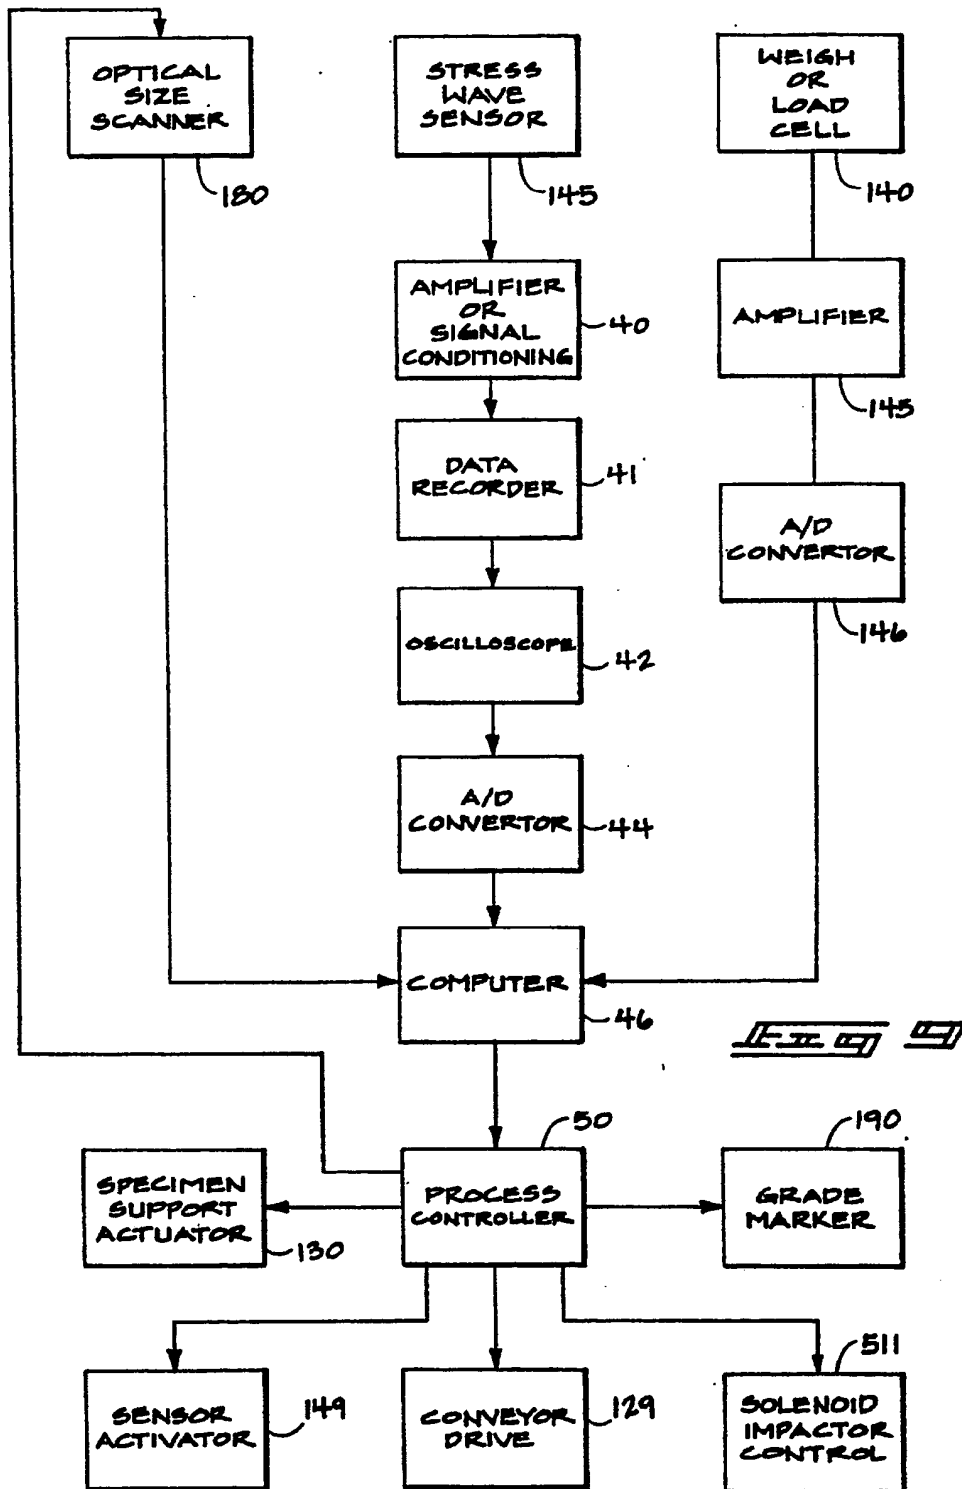 OPTICAL
SIZE
SCANNER
180
STRESS
WAVE
SENSOR
145
WEIGH
OR
LOAD
CELL
140
AMPLIFIER
OR
SIGNAL
CONDITIONING
40
AMPLIFIER
145
DATA
RECORDER
41
A/D
CONVERTOR
146
OSCILLOSCOPE
42
A/D
CONVERTOR
44
COMPUTER
46
FIG 9
SPECIMEN
SUPPORT
ACTUATOR
130
50
PROCESS
CONTROLLER
190
GRADE
MARKER
SENSOR
ACTIVATOR
149
CONVEYOR
DRIVE
129
511
SOLENOID
IMPACTOR
CONTROL